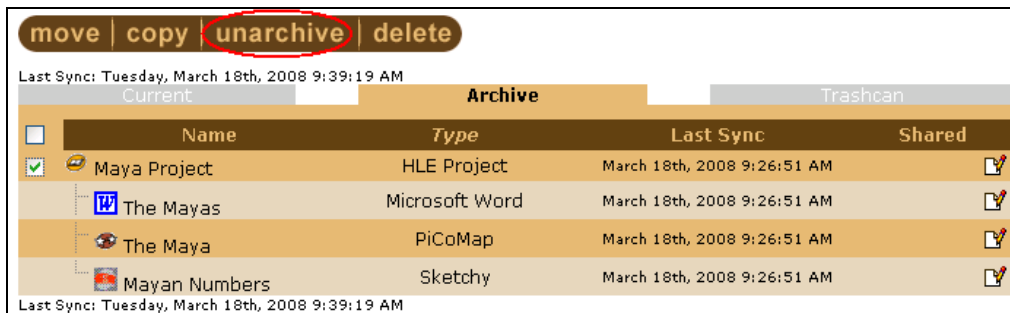 move | copy | unarchive | delete
Last Sync: Tuesday, March 18th, 2008 9:39:19 AM
Current Archive Trashcan
Name Type Last Sync Shared
Maya Project HLE Project March 18th, 2008 9:26:51 AM
The Mayas Microsoft Word March 18th, 2008 9:26:51 AM
The Maya PiCoMap March 18th, 2008 9:26:51 AM
Mayan Numbers Sketchy March 18th, 2008 9:26:51 AM
Last Sync: Tuesday, March 18th, 2008 9:39:19 AM